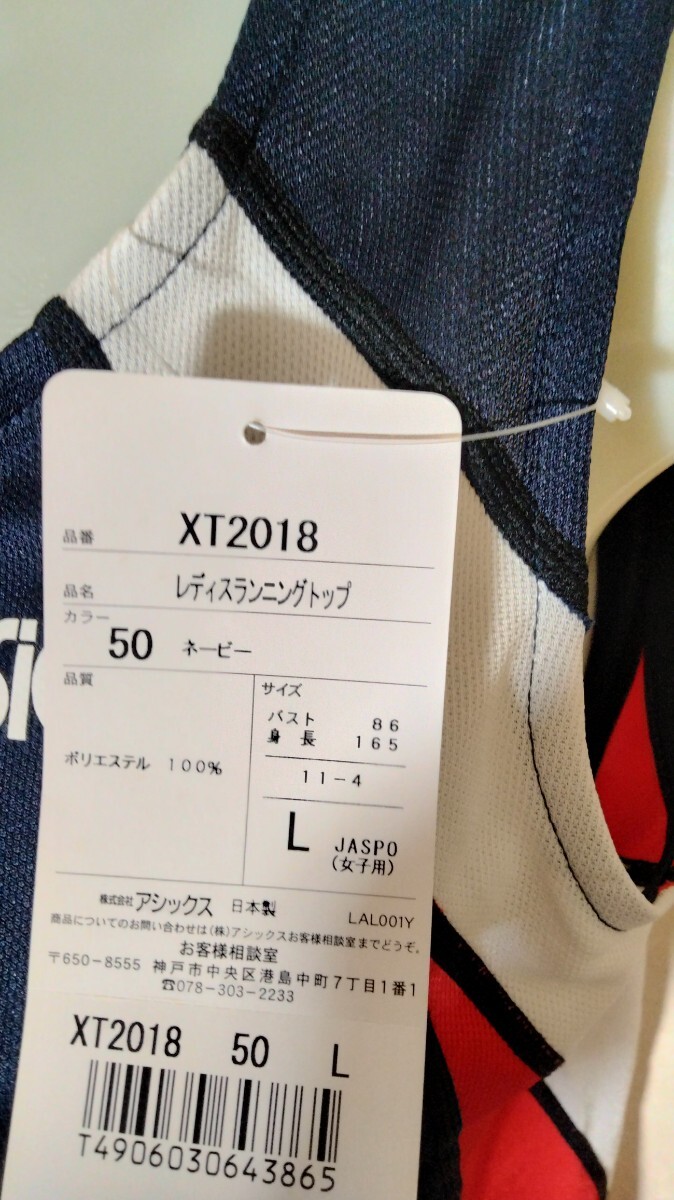 品番 XT2018
品名 レディスランニングトップ
カラー
50 ネービー
品質
ポリエステル 100%
サイズ
バスト 86
身長 165
11-4
L JASPO
(女子用)
株式会社 アシックス 日本製 LAL001Y
商品についてのお問い合わせは(株)アシックスお客様相談室までどうぞ。
お客様相談室
〒650-8555 神戸市中央区港島中町7丁目1番1
☎078-303-2233
XT2018 50 L
T4906030643865